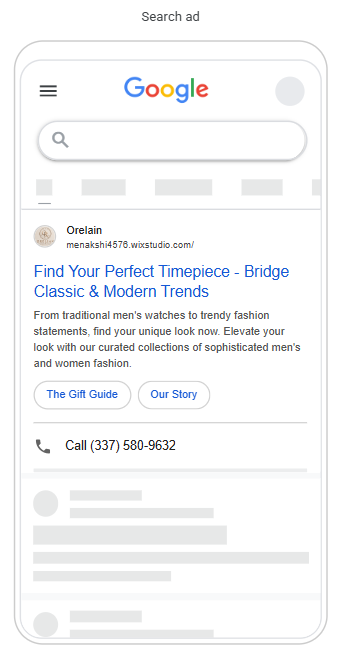 Search ad
Google
Orelain
menakshi4576.wixstudio.com/
Find Your Perfect Timepiece - Bridge
Classic & Modern Trends
From traditional men's watches to trendy fashion
statements, find your unique look now. Elevate your
look with our curated collections of sophisticated men's
and women fashion.
The Gift Guide
Our Story
Call (337) 580-9632